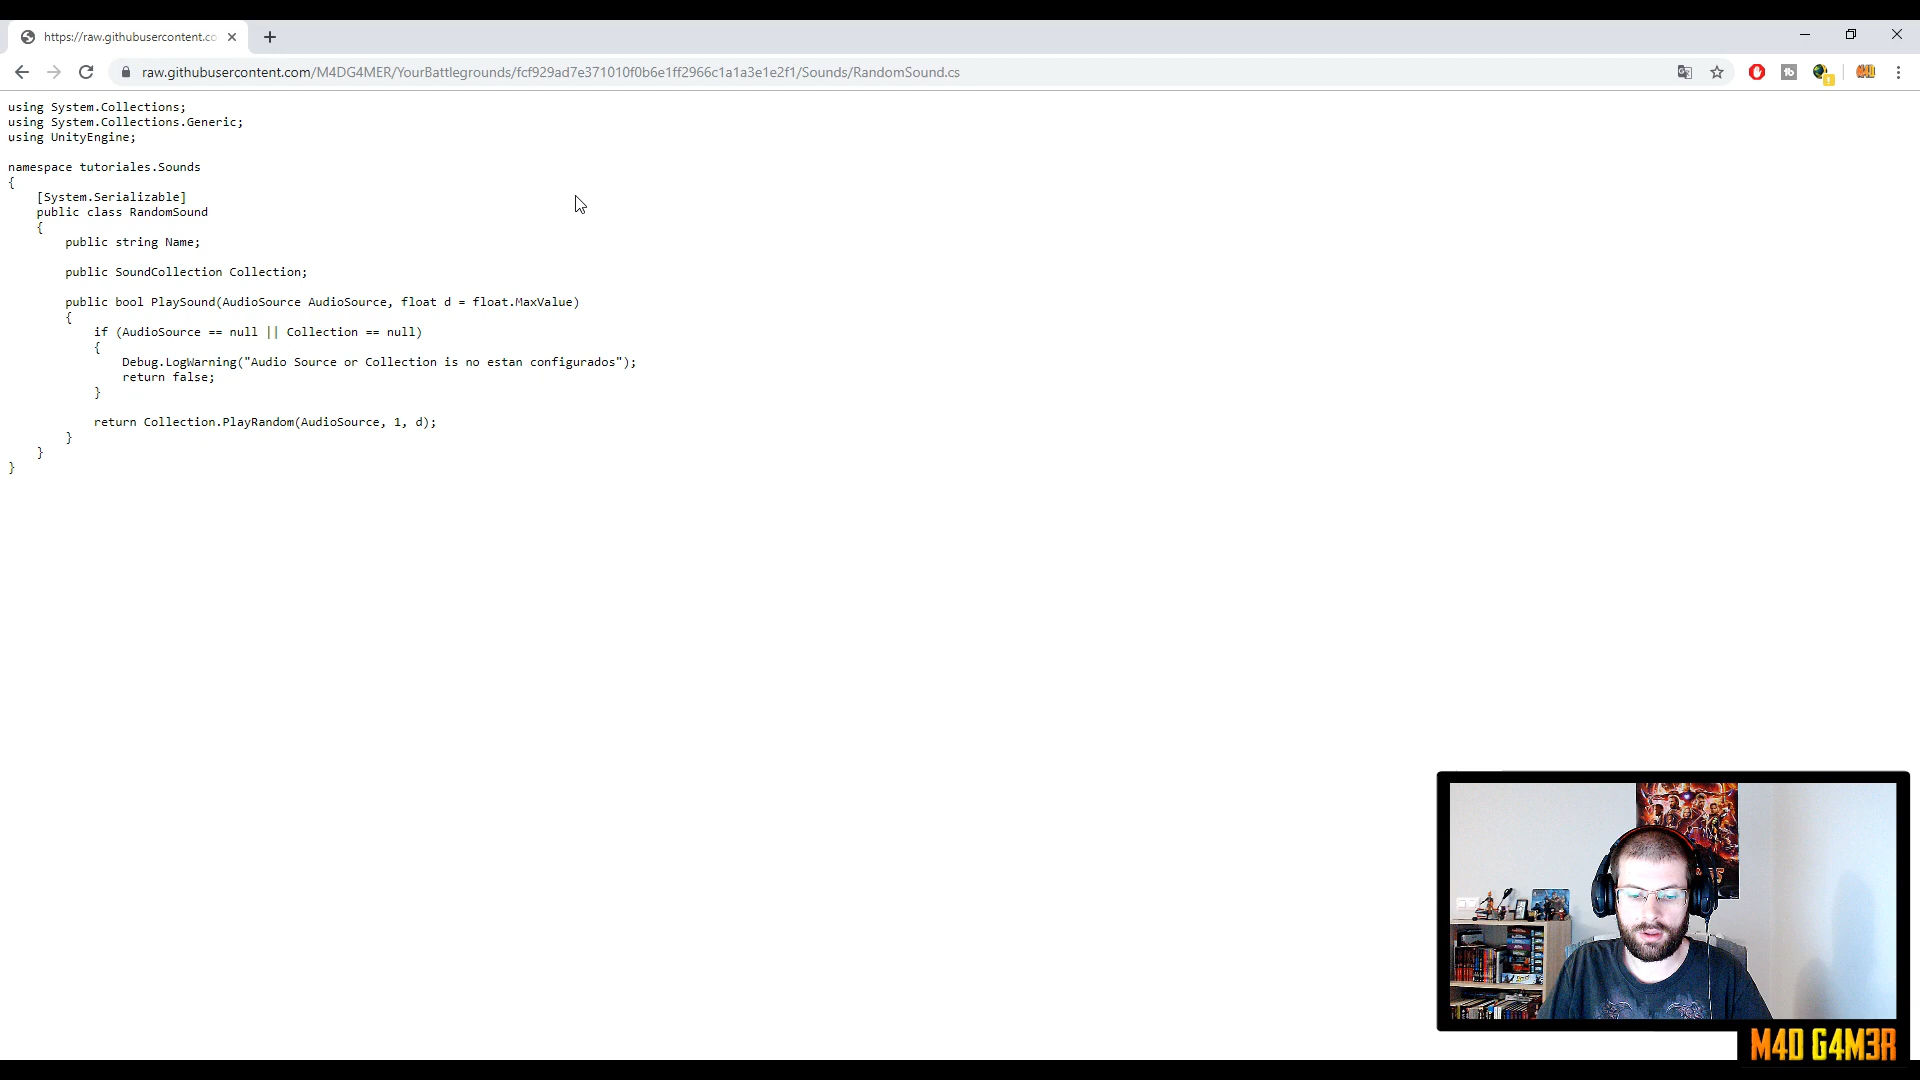 https://raw.githubusercontent.co
raw.githubusercontent.com/M4DG4MER/YourBattlegrounds/fcf929ad7e371010f0b6e1ff2966c1a1a3e1e2f1/Sounds/RandomSound.cs
using System.Collections;
using System.Collections.Generic;
using UnityEngine;
namespace tutoriales.Sounds
{
[System.Serializable]
public class RandomSound
{
public string Name;
public SoundCollection Collection;
public bool PlaySound(AudioSource AudioSource, float d = float.MaxValue)
{
if (AudioSource == null || Collection == null)
{
Debug.LogWarning("Audio Source or Collection is no estan configurados");
return false;
}
return Collection.PlayRandom(AudioSource, 1, d);
}
}
}
M4D G4M3R